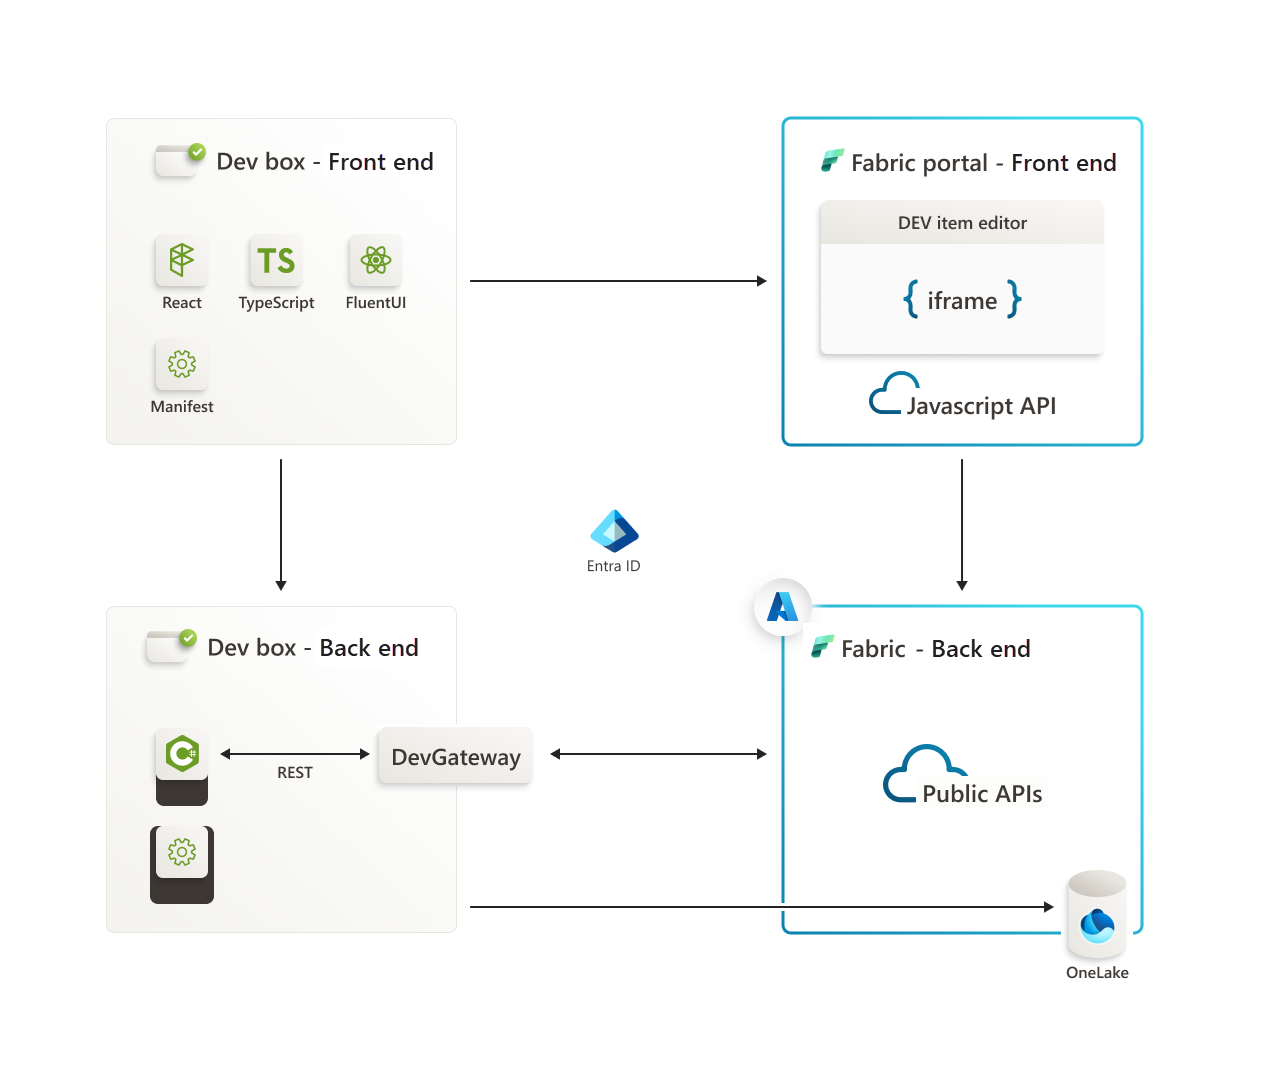 Dev box - Front end
React
TypeScript
FluentUI
TS
Manifest
Fabric portal - Front end
DEV item editor
{ iframe }
Javascript API
Entra ID
Dev box - Back end
C#
REST
DevGateway
Fabric - Back end
Public APIs
OneLake